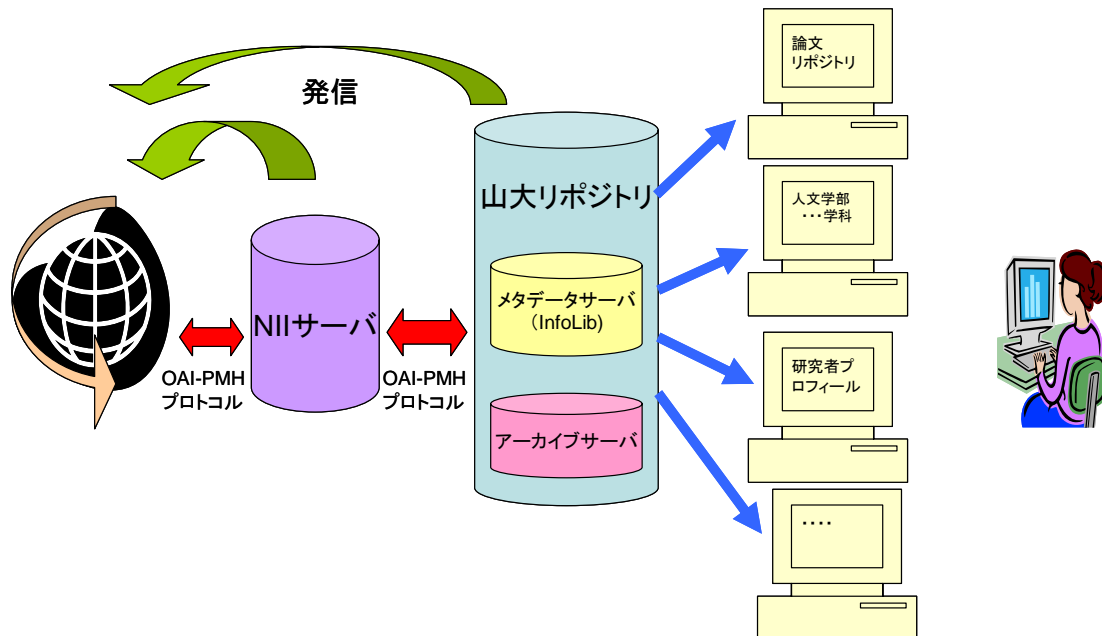 発信
NIIサーバ
OAI-PMH
プロトコル
OAI-PMH
プロトコル
山大リポジトリ
メタデータサーバ
(InfoLib)
アーカイブサーバ
論文
リポジトリ
人文学部
・・・学科
研究者プ
ロフィール
・・・・